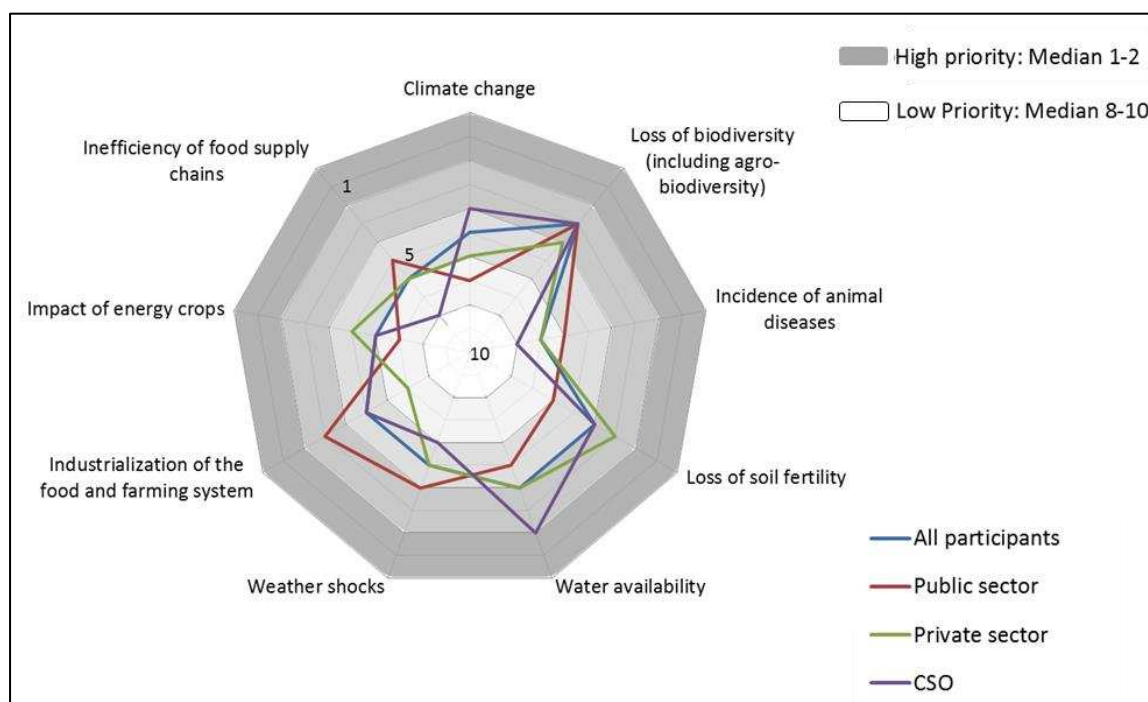 High priority: Median 1-2
Low Priority: Median 8-10
Climate change
Loss of biodiversity
(including agro-
biodiversity)
Inefficiency of food supply
chains
1
5
10
Incidence of animal
diseases
Impact of energy crops
Industrialization of the
food and farming system
Loss of soil fertility
Weather shocks
Water availability
All participants
Public sector
Private sector
CSO